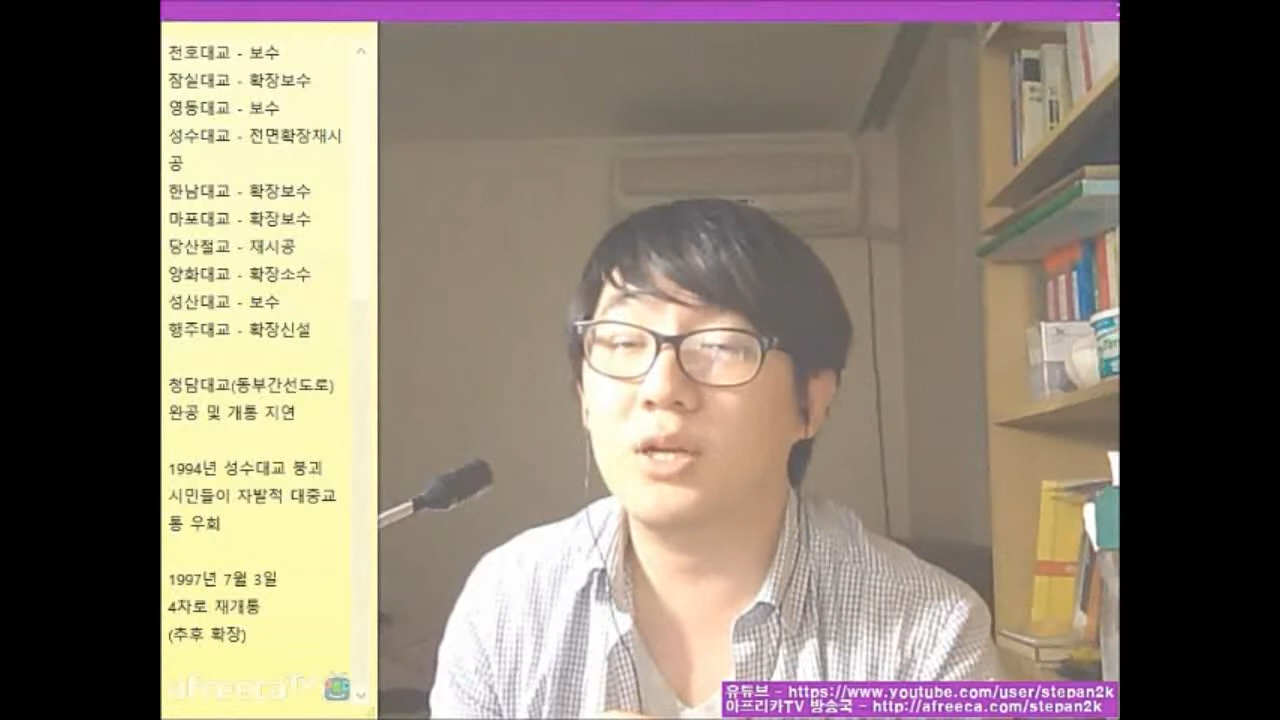 천호대교 - 보수
잠실대교 - 확장보수
영동대교 - 보수
성수대교 - 전면확장재시
공
한남대교 - 확장보수
마포대교 - 확장보수
당산철교 - 재시공
양화대교 - 확장소수
성산대교 - 보수
행주대교 - 확장신설
청담대교(동부간선도로)
완공 및 개통 지연
1994년 성수대교 붕괴
시민들이 자발적 대중교
통 우회
1997년 7월 3일
4차로 재개통
(추후 확장)
afreecaTV
유튜브 - https://www.youtube.com/user/stepan2k
아프리카TV 방송국 - http://afreeca.com/stepan2k